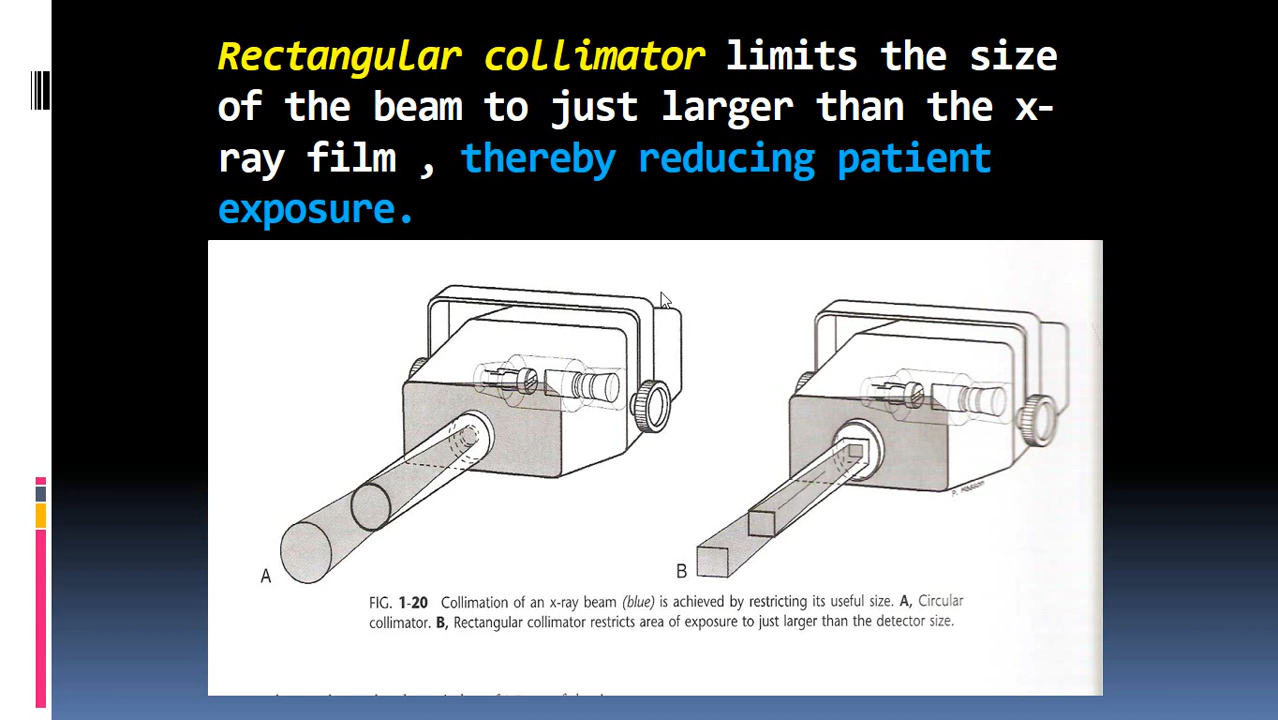 Rectangular collimator limits the size
of the beam to just larger than the x-
ray film , thereby reducing patient
exposure.
A
B
FIG. 1-20 Collimation of an x-ray beam (blue) is achieved by restricting its useful size. A, Circular
collimator. B, Rectangular collimator restricts area of exposure to just larger than the detector size.